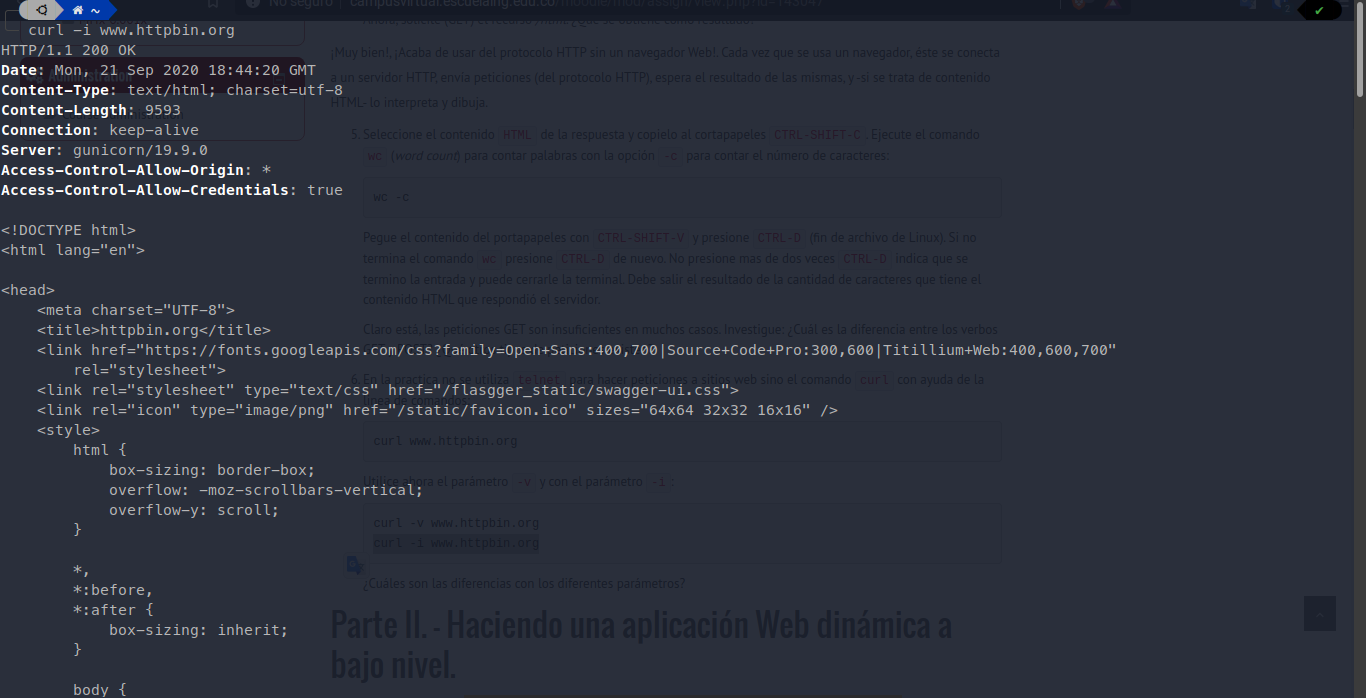 ~
No seguro campusvirtual.escuelaing.edu.co/moodle/mod/assign/view.php?id=
curl -i www.httpbin.org
HTTP/1.1 200 OK
Date: Mon, 21 Sep 2020 18:44:20 GMT
Content-Type: text/html; charset=utf-8
Content-Length: 9593
Connection: keep-alive
Server: gunicorn/19.9.0
Access-Control-Allow-Origin: *
Access-Control-Allow-Credentials: true
<!DOCTYPE html>
<html lang="en">
<head>
<meta charset="UTF-8">
<title>httpbin.org</title>
<link href="https://fonts.googleapis.com/css?family=Open+Sans:400,700|Source+Code+Pro:300,600|Titillium+Web:400,600,700"
rel="stylesheet">
<link rel="stylesheet" type="text/css" href="/flasgger_static/swagger-ui.css">
<link rel="icon" type="image/png" href="/static/favicon.ico" sizes="64x64 32x32 16x16" />
<style>
html {
box-sizing: border-box;
overflow: -moz-scrollbars-vertical;
overflow-y: scroll;
}
*,
*:before,
*:after {
box-sizing: inherit;
}
body {
¡Muy bien!, ¡Acaba de usar del protocolo HTTP sin un navegador Web!. Cada vez que se usa un navegador, éste se conecta
a un servidor HTTP, envía peticiones (del protocolo HTTP), espera el resultado de las mismas, y -si se trata de contenido
HTML- lo interpreta y dibuja.
5. Seleccione el contenido HTML de la respuesta y copielo al cortapapeles CTRL-SHIFT-C. Ejecute el comando
wc (word count) para contar palabras con la opción -c para contar el número de caracteres:
wc -c
Pegue el contenido del portapapeles con CTRL-SHIFT-V y presione CTRL-D (fin de archivo de Linux). Si no
termina el comando wc presione CTRL-D de nuevo. No presione mas de dos veces CTRL-D indica que se
termino la entrada y puede cerrarle la terminal. Debe salir el resultado de la cantidad de caracteres que tiene el
contenido HTML que respondió el servidor.
Claro está, las peticiones GET son insuficientes en muchos casos. Investigue: ¿Cuál es la diferencia entre los verbos
6. En la practica no se utiliza telnet para hacer peticiones a sitios web sino el comando curl con ayuda de la
línea de comandos:
curl www.httpbin.org
Utilice ahora el parámetro -v y con el parámetro -i:
curl -v www.httpbin.org
curl -i www.httpbin.org
¿Cuáles son las diferencias con los diferentes parámetros?
Parte II. - Haciendo una aplicación Web dinámica a
bajo nivel.